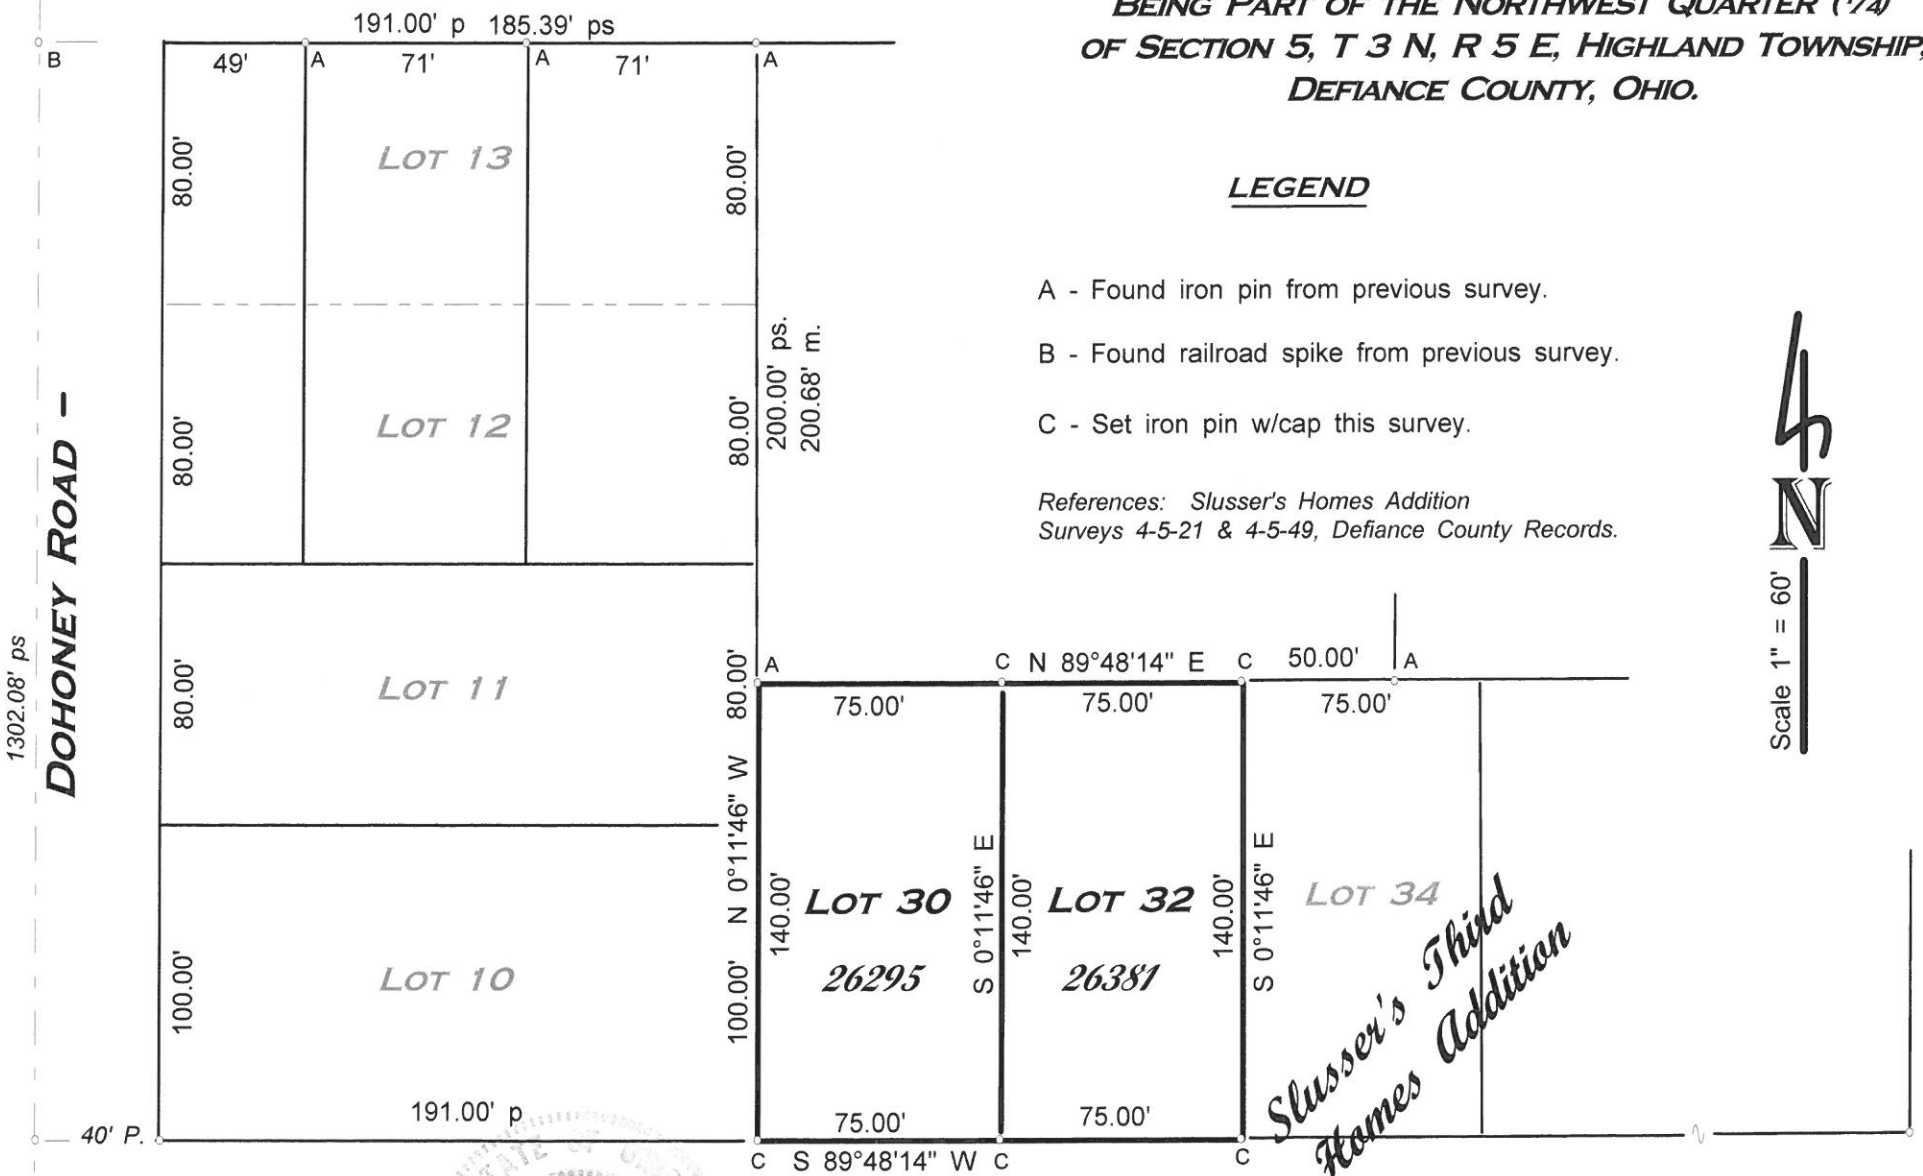 BEING PART OF THE NORTHWEST QUARTER (1/4)
OF SECTION 5, T 3 N, R 5 E, HIGHLAND TOWNSHIP,
DEFIANCE COUNTY, OHIO.
191.00' p 185.39' ps
B
49' A 71' A 71' A
80.00'
LOT 13
80.00'
LEGEND
A - Found iron pin from previous survey.
B - Found railroad spike from previous survey.
C - Set iron pin w/cap this survey.
References: Slusser's Homes Addition
Surveys 4-5-21 & 4-5-49, Defiance County Records.
N
Scale 1" = 60'
80.00'
LOT 12
80.00'
200.00' ps.
200.68' m.
DOHONEY ROAD -
1302.08' ps
80.00'
LOT 11
80.00'
A C N 89°48'14" E C 50.00' A
75.00' 75.00' 75.00'
N 0°11'46" W
140.00'
LOT 30
26295
S 0°11'46" E
140.00'
LOT 32
26381
140.00'
S 0°11'46" E
LOT 34
Slusser's Third
Homes Addition
100.00'
LOT 10
100.00'
191.00' p
75.00' 75.00'
40' P.
C S 89°48'14" W C C
STATE OF OHIO